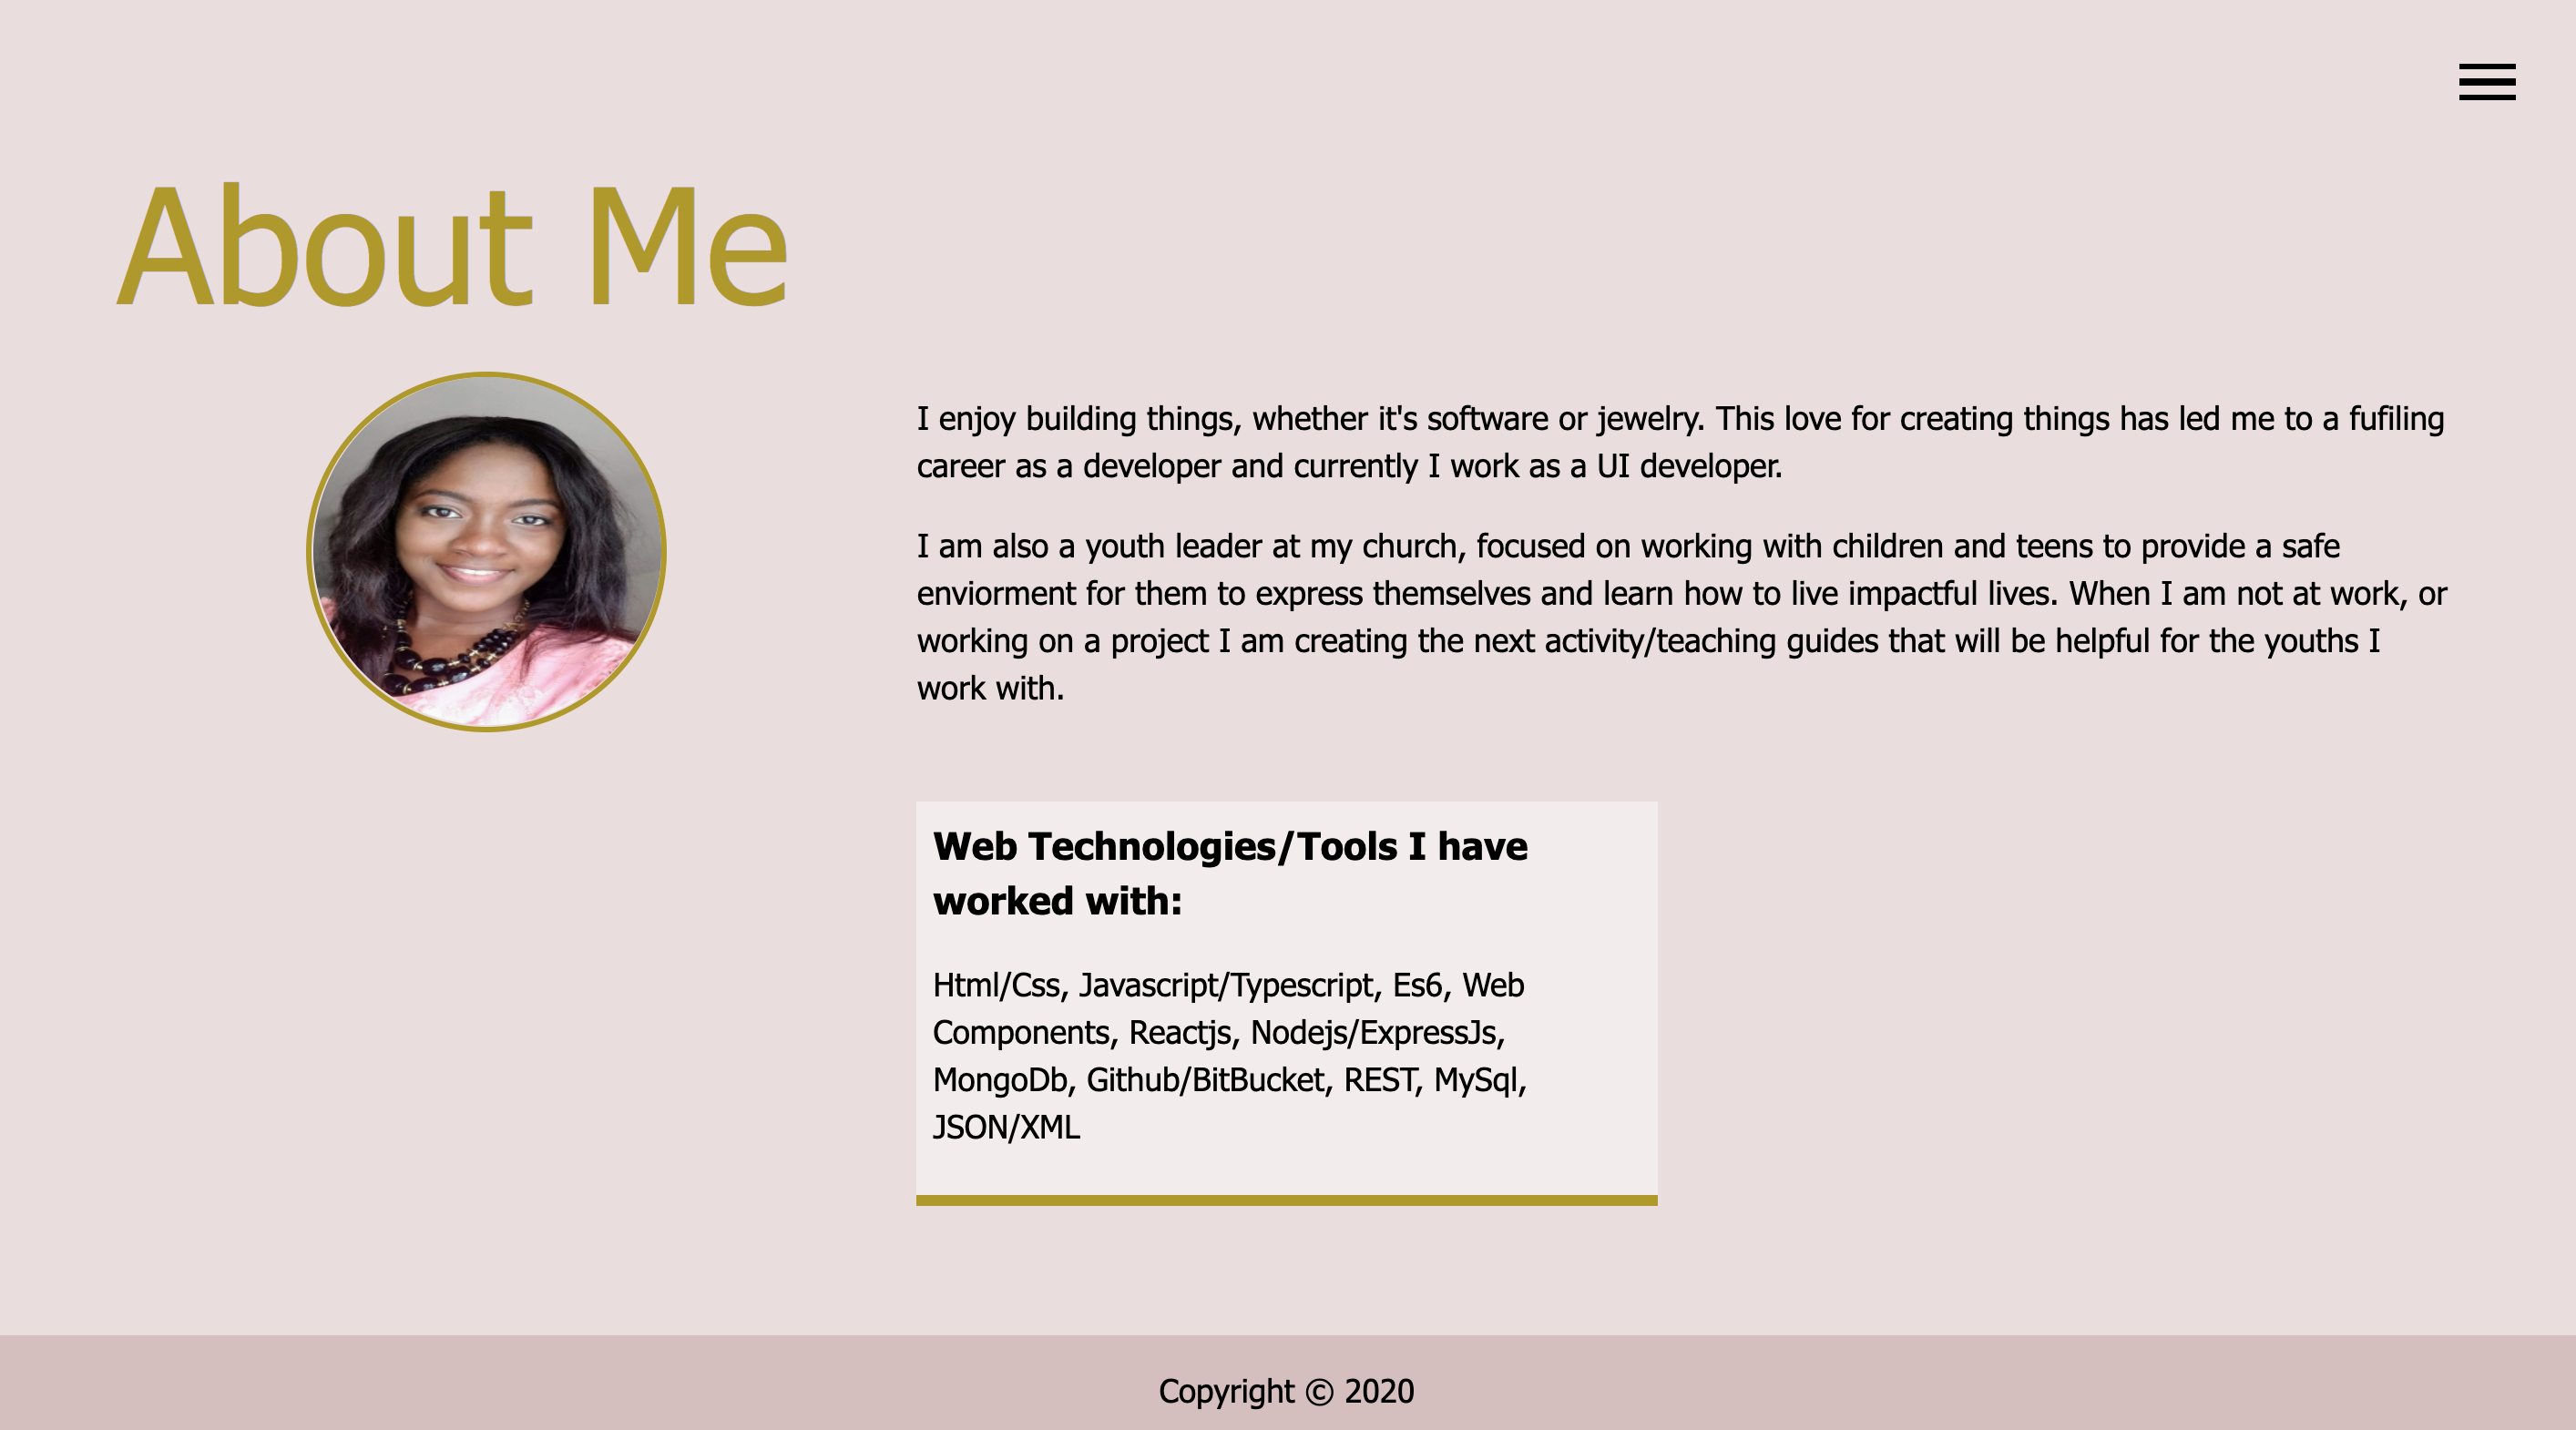 About Me
I enjoy building things, whether it's software or jewelry. This love for creating things has led me to a fufiling
career as a developer and currently I work as a UI developer.
I am also a youth leader at my church, focused on working with children and teens to provide a safe
enviorment for them to express themselves and learn how to live impactful lives. When I am not at work, or
working on a project I am creating the next activity/teaching guides that will be helpful for the youths I
work with.
Web Technologies/Tools I have
worked with:
Html/Css, Javascript/Typescript, Es6, Web
Components, Reactjs, Nodejs/ExpressJs,
MongoDb, Github/BitBucket, REST, MySql,
JSON/XML
Copyright © 2020